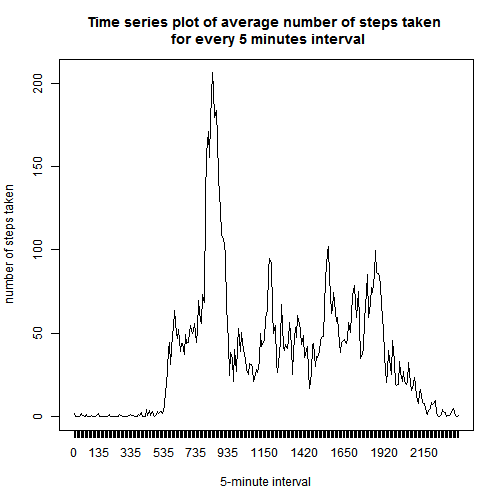 Time series plot of average number of steps taken
for every 5 minutes interval
number of steps taken
200
150
100
50
0
0 135 335 535 735 935 1150 1420 1650 1920 2150
5-minute interval